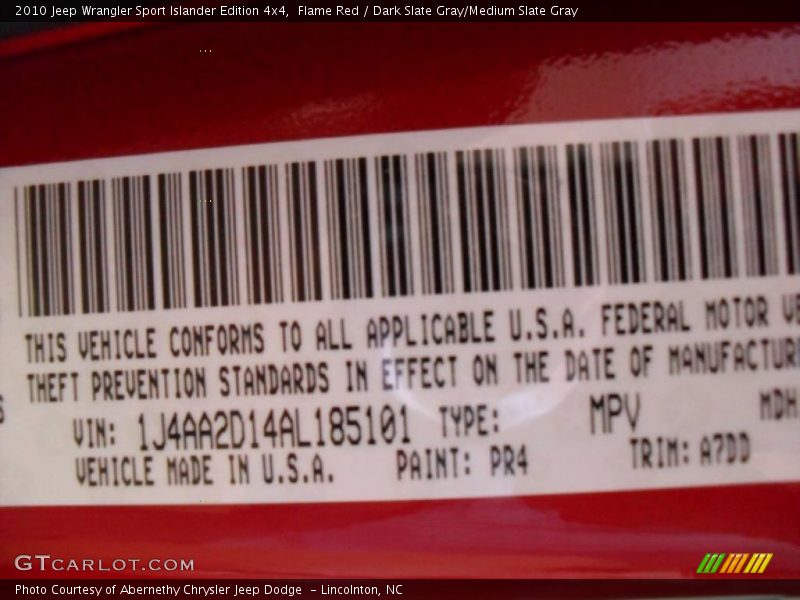 2010 Jeep Wrangler Sport Islander Edition 4x4,  Flame Red / Dark Slate Gray/Medium Slate Gray
THIS VEHICLE CONFORMS TO ALL APPLICABLE U.S.A. FEDERAL MOTOR VE
THEFT PREVENTION STANDARDS IN EFFECT ON THE DATE OF MANUFACTUR
VIN: 1J4AA2D14AL185101 TYPE: MPV MDH
VEHICLE MADE IN U.S.A. PAINT: PR4 TRIM: A7DD
GTCARLOT.COM
Photo Courtesy of Abernethy Chrysler Jeep Dodge  – Lincolnton, NC